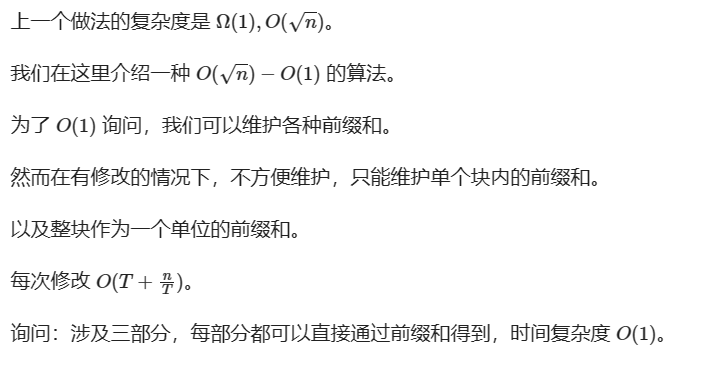 上一个做法的复杂度是 Ω(1), O(√n)。
我们在这里介绍一种 O(√n) − O(1) 的算法。
为了 O(1) 询问，我们可以维护各种前缀和。
然而在有修改的情况下，不方便维护，只能维护单个块内的前缀和。
以及整块作为一个单位的前缀和。
每次修改 O(T + n/T)。
询问：涉及三部分，每部分都可以直接通过前缀和得到，时间复杂度 O(1)。